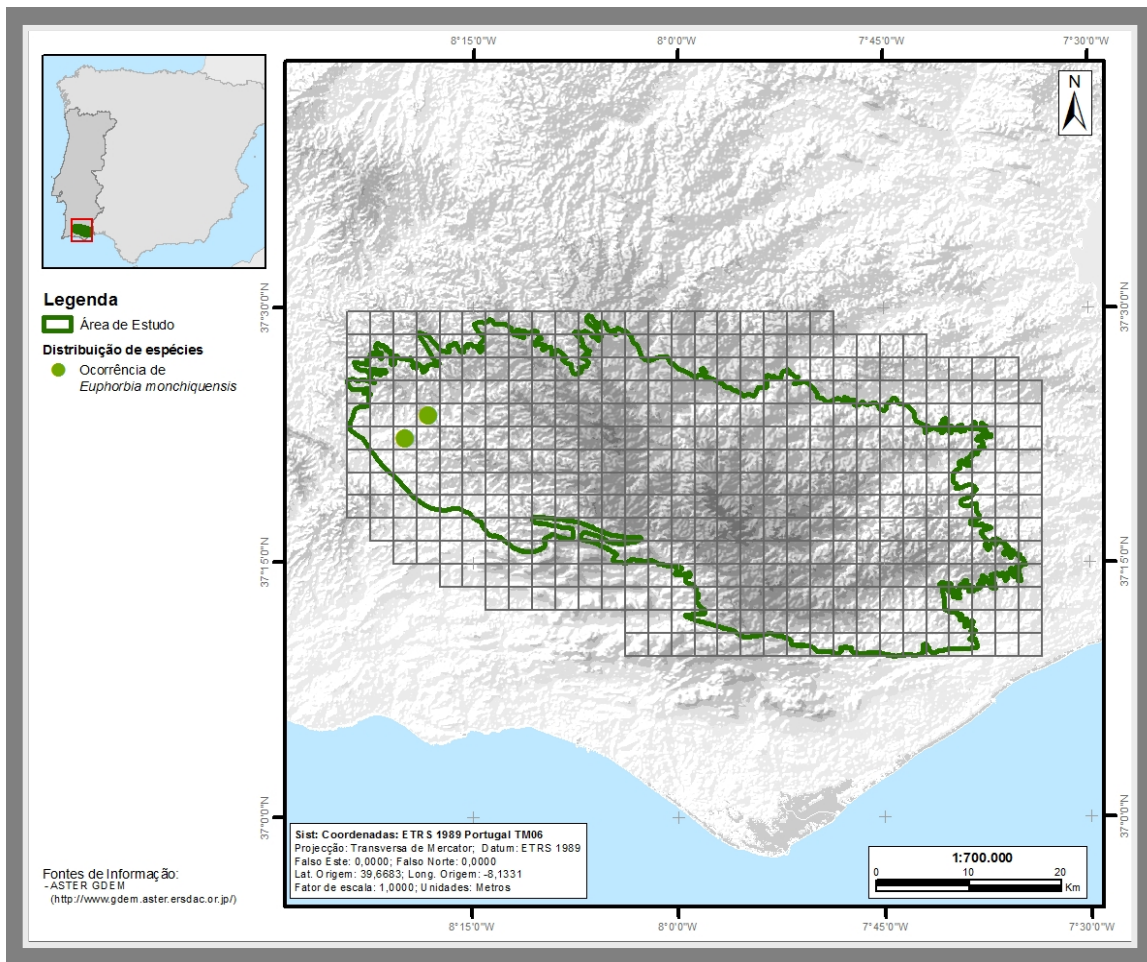 8°15'0"W 8°0'0"W 7°45'0"W 7°30'0"W
N
Legenda
Área de Estudo
Distribuição de espécies
Ocorrência de
Euphorbia monchiquensis
37°30'0"N 37°30'0"N
37°15'0"N 37°15'0"N
37°0'0"N 37°0'0"N
Sist: Coordenadas: ETRS 1989 Portugal TM06
Projecção: Transversa de Mercator; Datum: ETRS 1989
Falso Este: 0,0000; Falso Norte: 0,0000
Lat. Origem: 39,6683; Long. Origem: -8,1331
Fator de escala: 1,0000; Unidades: Metros
1:700.000
0 10 20
Km
Fontes de Informação:
-ASTER GDEM
(http://www.gdem.aster.ersdac.or.jp/)
8°15'0"W 8°0'0"W 7°45'0"W 7°30'0"W